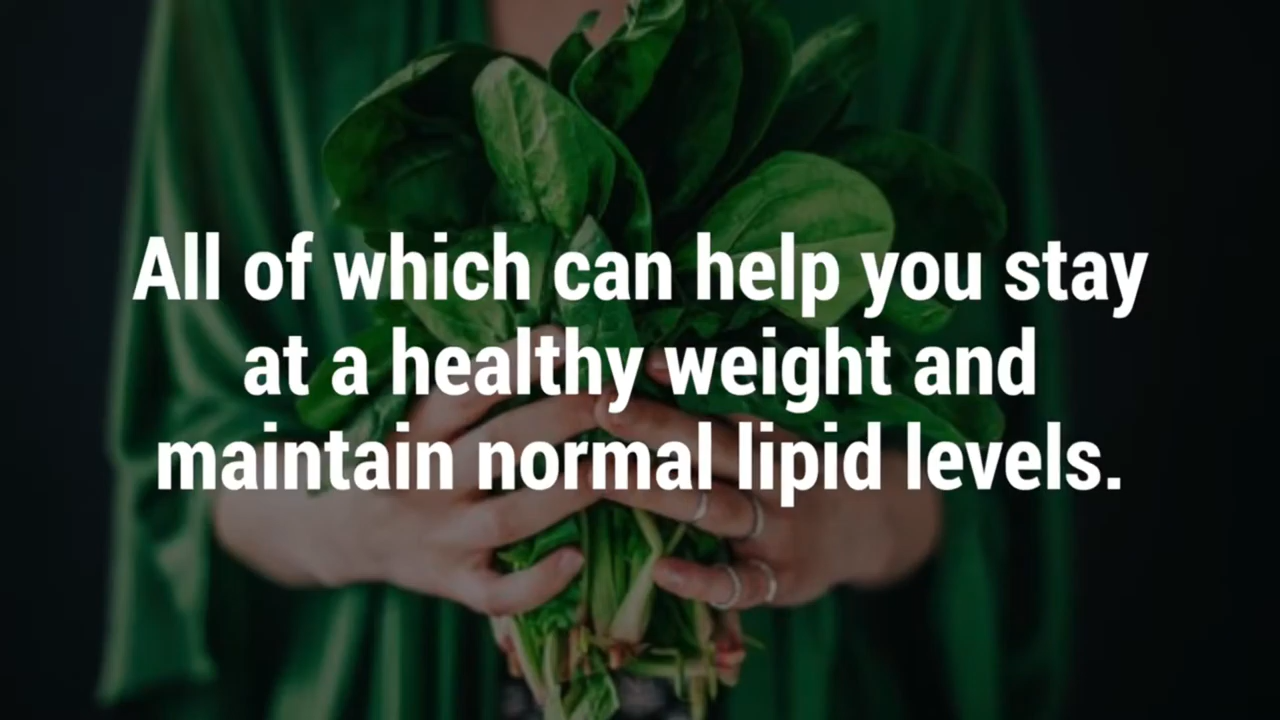 All of which can help you stay
at a healthy weight and
maintain normal lipid levels.